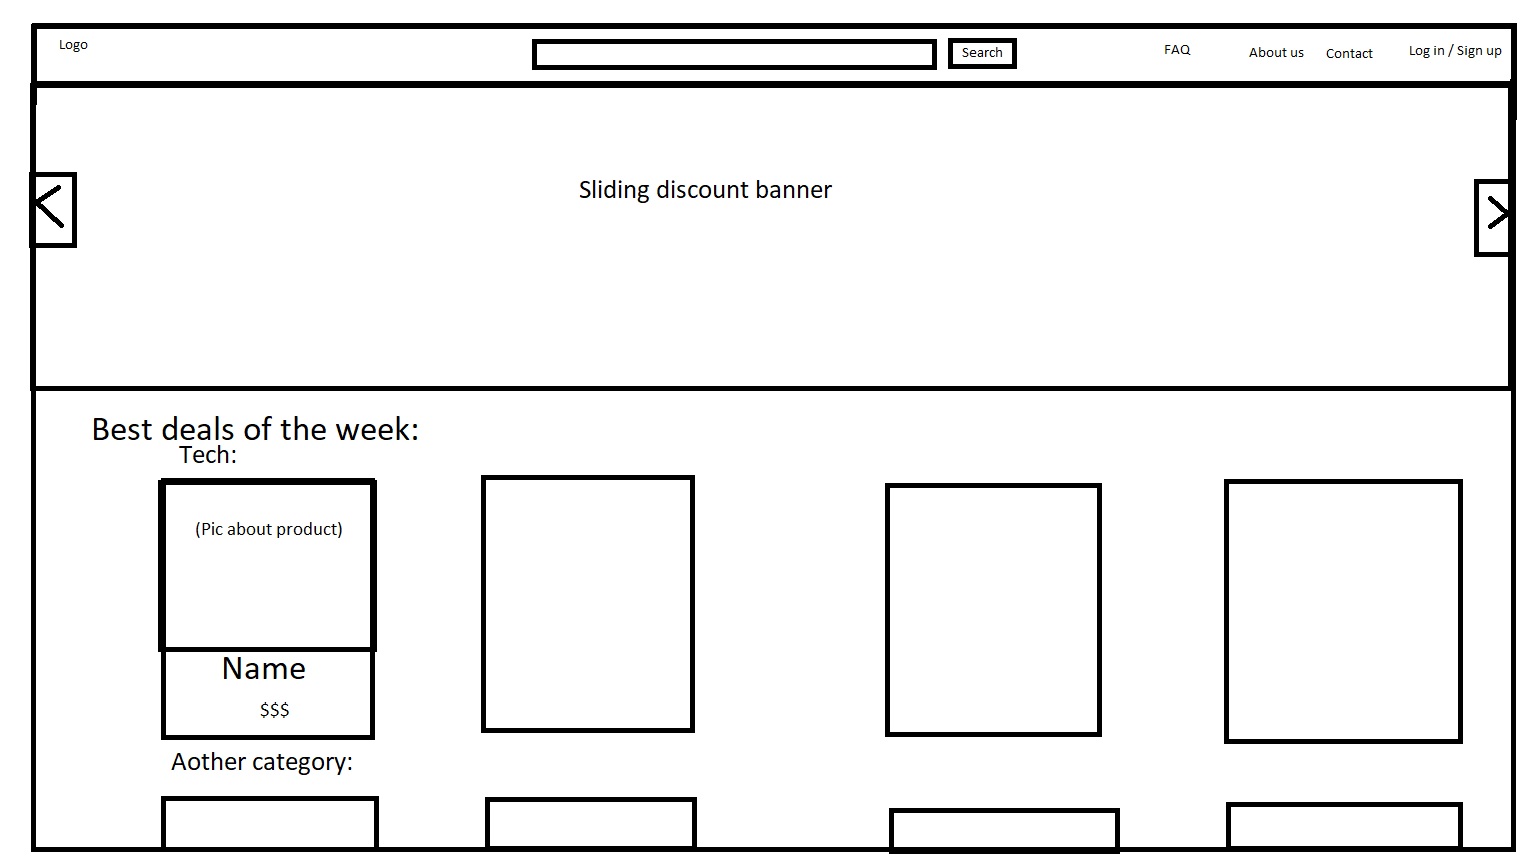 Logo
Search
FAQ
About us
Contact
Log in / Sign up
<
Sliding discount banner
>
Best deals of the week:
Tech:
(Pic about product)
Name
$$$
Aother category: